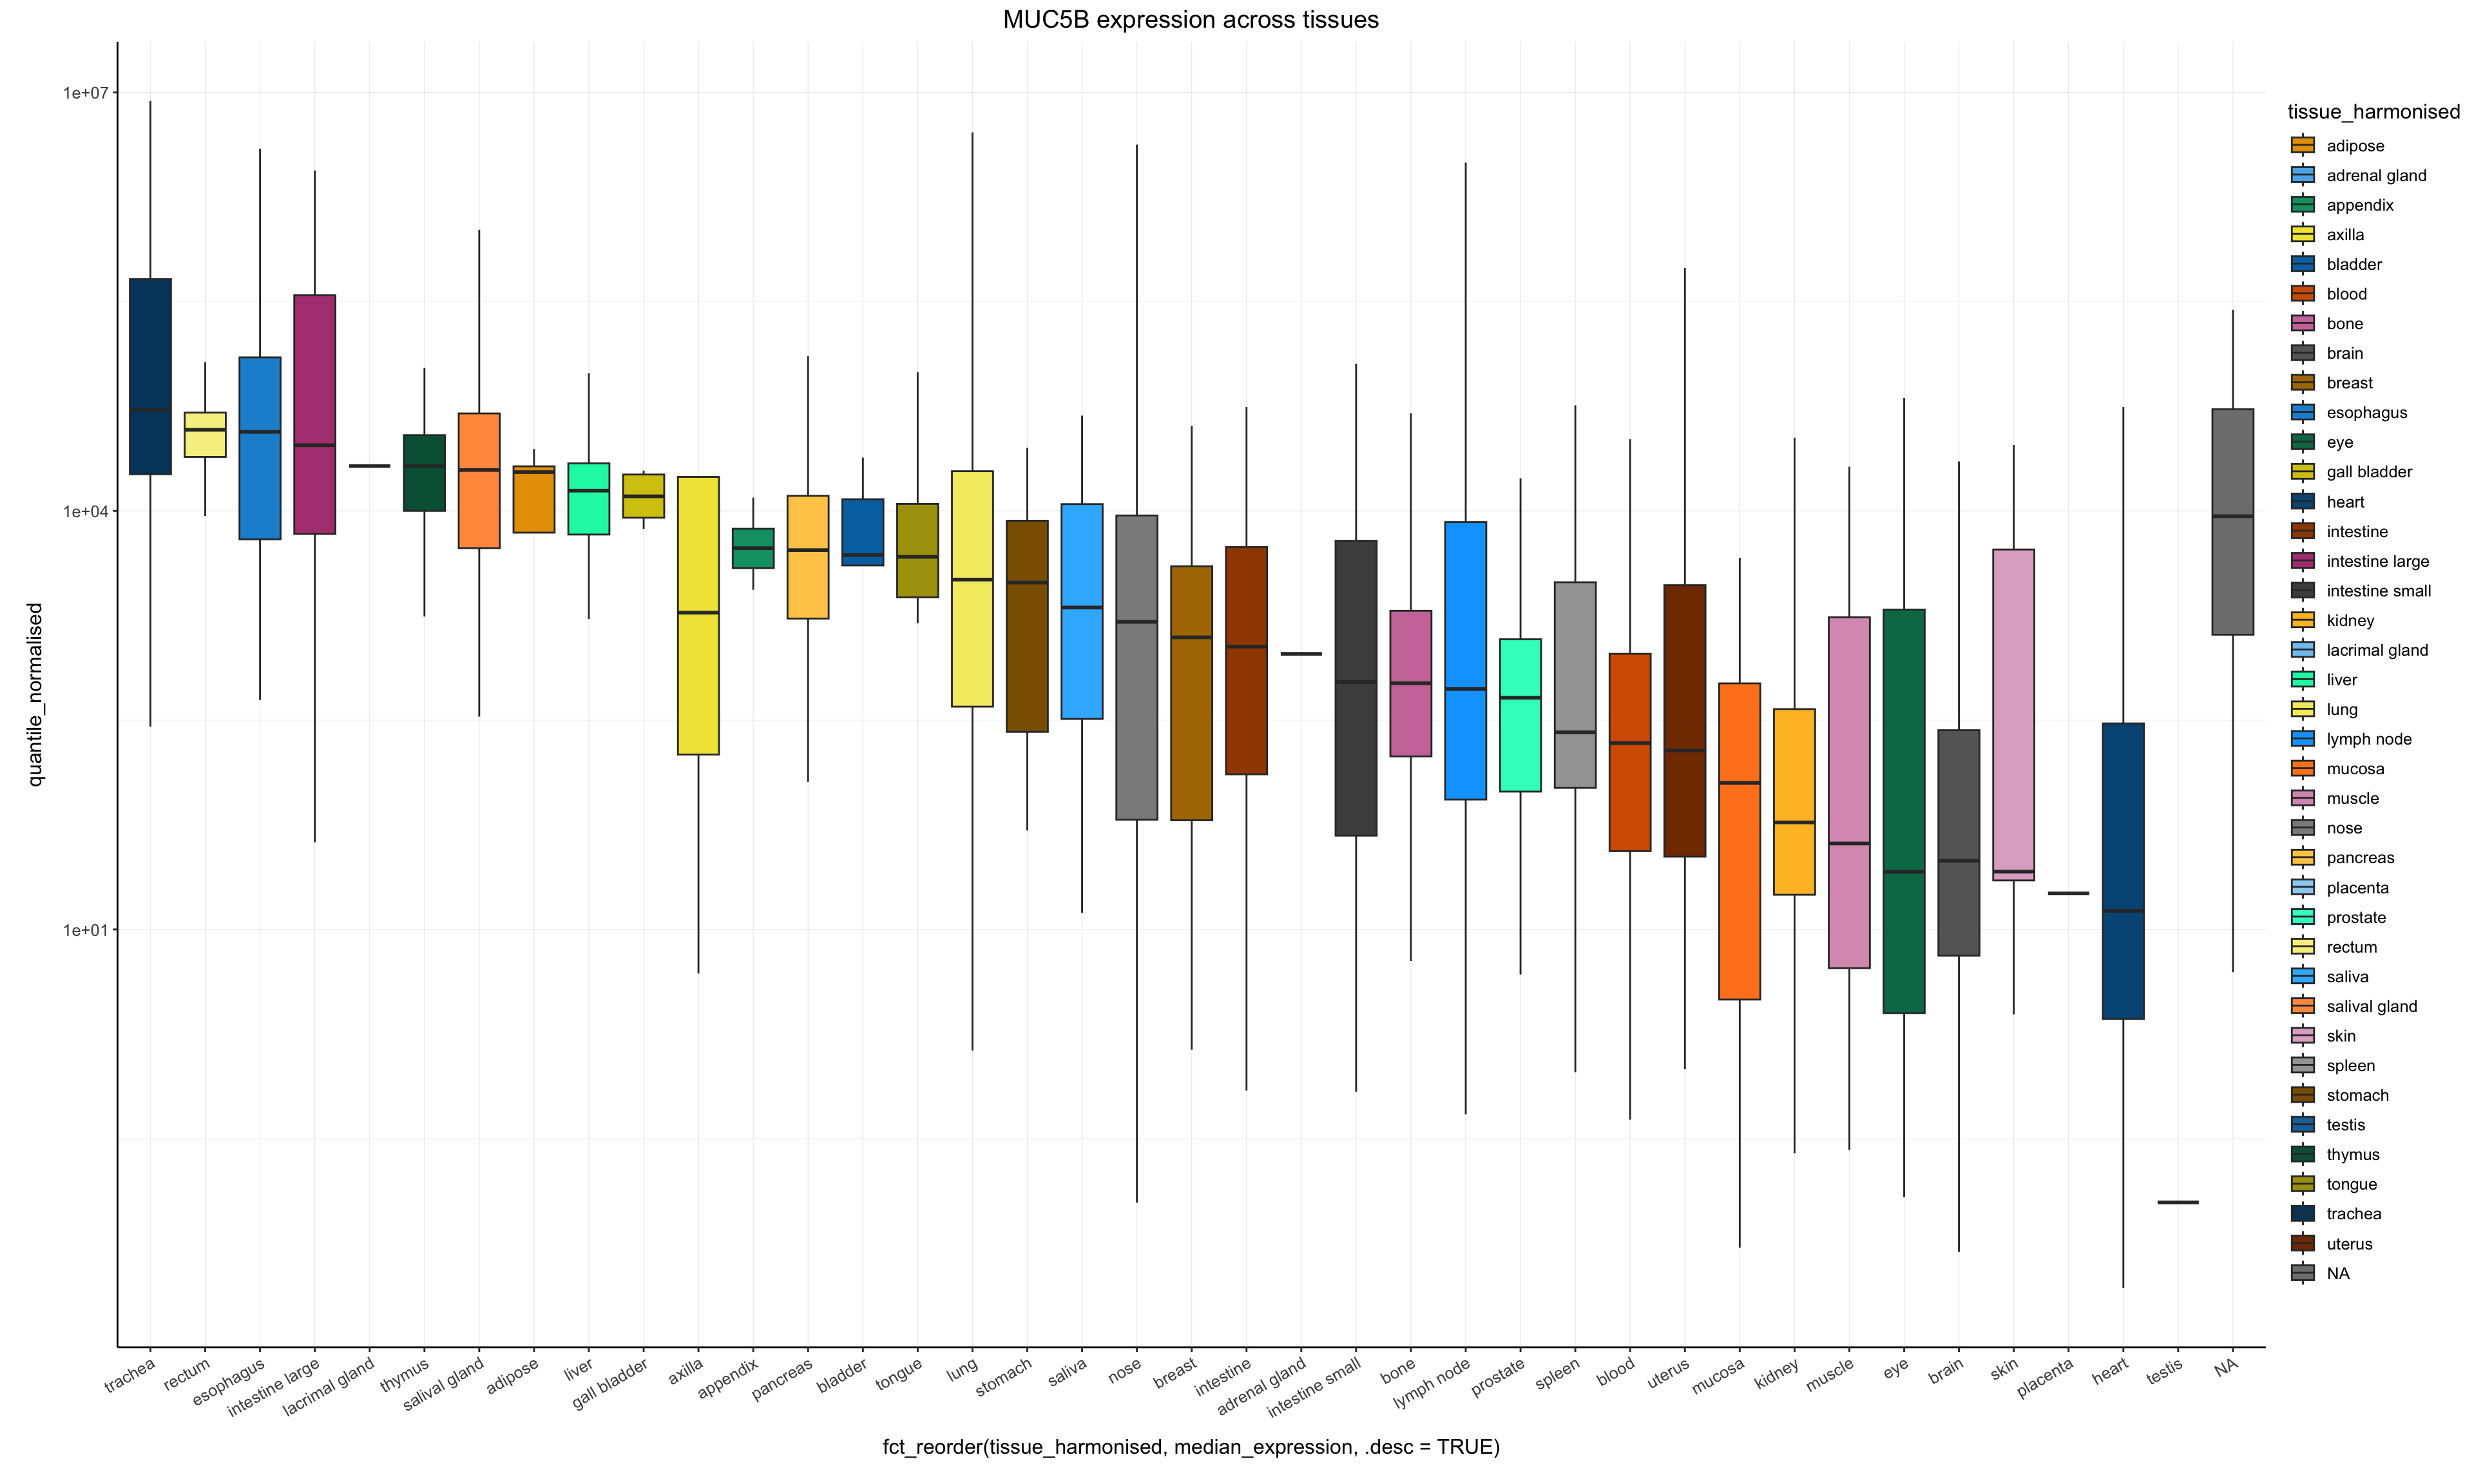 MUC5B expression across tissues
quantile_normalised
1e+07
1e+04
1e+01
trachea
rectum
esophagus
intestine large
lacrimal gland
thymus
salival gland
adipose
liver
gall bladder
axilla
appendix
pancreas
bladder
tongue
lung
stomach
saliva
nose
breast
intestine
adrenal gland
intestine small
bone
lymph node
prostate
spleen
blood
uterus
mucosa
kidney
muscle
eye
brain
skin
placenta
heart
testis
NA
fct_reorder(tissue_harmonised, median_expression, .desc = TRUE)
tissue_harmonised
adipose
adrenal gland
appendix
axilla
bladder
blood
bone
brain
breast
esophagus
eye
gall bladder
heart
intestine
intestine large
intestine small
kidney
lacrimal gland
liver
lung
lymph node
mucosa
muscle
nose
pancreas
placenta
prostate
rectum
saliva
salival gland
skin
spleen
stomach
testis
thymus
tongue
trachea
uterus
NA